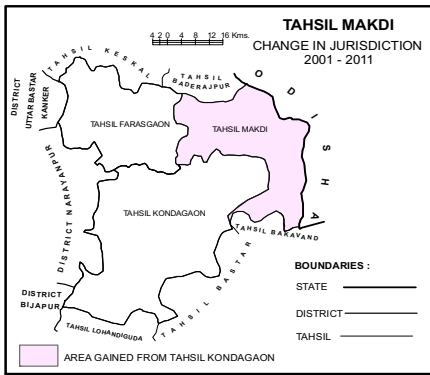 TAHSIL MAKDI
CHANGE IN JURISDICTION
2001 - 2011
4 2 0 4 8 12 16 Kms.
TAHSIL KESKAL
TAHSIL
BADERAJPUR
ODISHA
DISTRICT
UTTAR BASTAR
KANKER
TAHSIL FARASGAON
TAHSIL MAKDI
DISTRICT NARAYANPUR
TAHSIL KONDAGAON
TAHSIL BAKAVAND
TAHSIL BASTAR
DISTRICT
BIJAPUR
TAHSIL LOHANDIGUDA
BOUNDARIES :
STATE
DISTRICT
TAHSIL
AREA GAINED FROM TAHSIL KONDAGAON